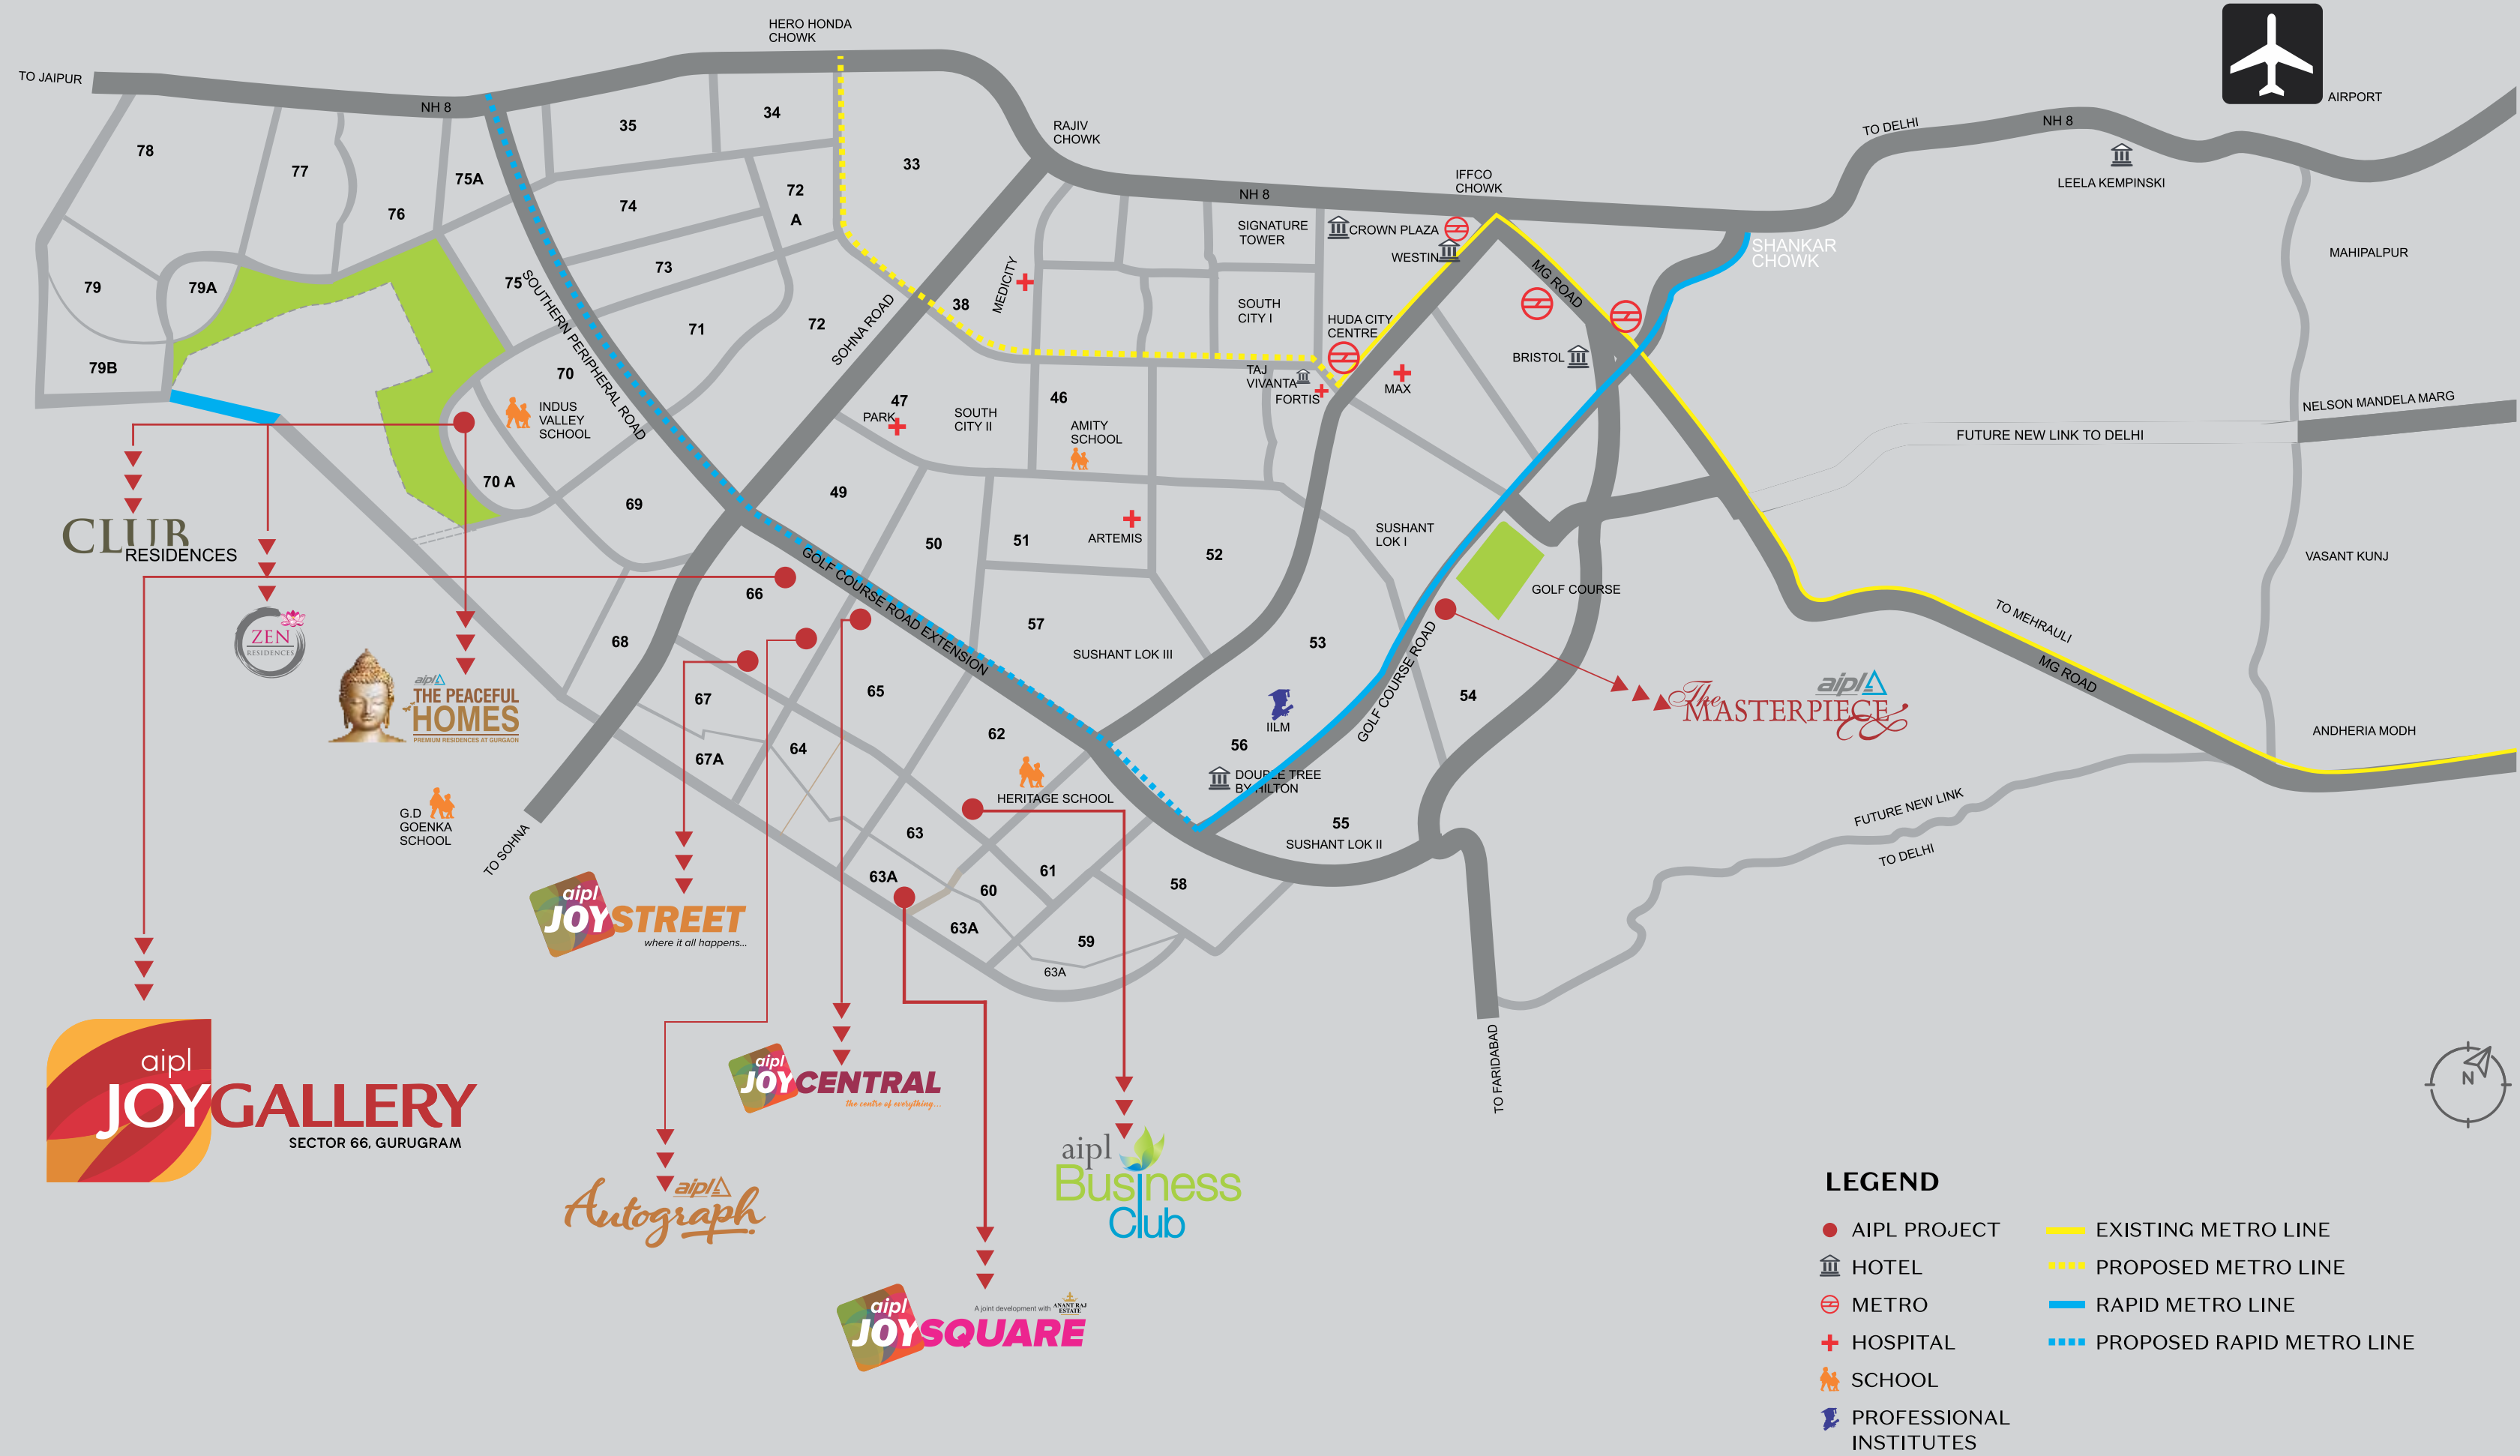 HERO HONDA
CHOWK
TO JAIPUR
NH 8
AIRPORT
RAJIV
CHOWK
TO DELHI
NH 8
LEELA KEMPINSKI
IFFCO
CHOWK
NH 8
78
77
76
75A
35
34
33
74
72
A
SIGNATURE
TOWER
CROWN PLAZA
WESTIN
SHANKAR
CHOWK
MAHIPALPUR
79
79A
75
73
SOUTHERN PERIPHERAL ROAD
71
72
SOHNA ROAD
38
MEDICITY
SOUTH
CITY I
HUDA CITY
CENTRE
MG ROAD
BRISTOL
79B
70
INDUS
VALLEY
SCHOOL
47
PARK
SOUTH
CITY II
46
AMITY
SCHOOL
TAJ
VIVANTA
FORTIS
MAX
NELSON MANDELA MARG
FUTURE NEW LINK TO DELHI
70 A
69
49
50
51
ARTEMIS
52
SUSHANT
LOK I
GOLF COURSE
VASANT KUNJ
CLUB
RESIDENCES
ZEN
RESIDENCES
66
GOLF COURSE ROAD EXTENSION
57
SUSHANT LOK III
53
GOLF COURSE ROAD
54
TO MEHRAULI
MG ROAD
ANDHERIA MODH
68
67
67A
64
65
62
HERITAGE SCHOOL
IILM
56
DOUBLE TREE
BY HILTON
aipl
The
MASTERPIECE
aipl
THE PEACEFUL
HOMES
PREMIUM RESIDENCES AT GURGAON
G.D
GOENKA
SCHOOL
TO SOHNA
63
63A
60
61
58
55
SUSHANT LOK II
63A
59
63A
FUTURE NEW LINK
TO DELHI
TO FARIDABAD
aipl
JOYSTREET
where it all happens...
aipl
JOYGALLERY
SECTOR 66, GURUGRAM
aipl
JOYCENTRAL
the centre of everything...
aipl
Autograph
aipl
Business
Club
aipl
JOYSQUARE
A joint development with
ANANT RAJ
ESTATE
N
LEGEND
AIPL PROJECT
HOTEL
METRO
HOSPITAL
SCHOOL
PROFESSIONAL
INSTITUTES
EXISTING METRO LINE
PROPOSED METRO LINE
RAPID METRO LINE
PROPOSED RAPID METRO LINE